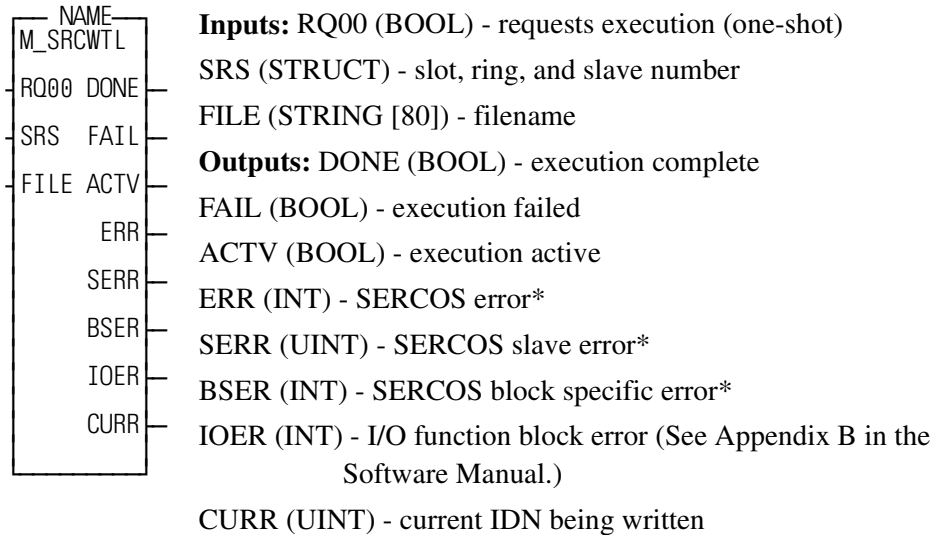 NAME
M_SRCWTL
RQ00 DONE
SRS FAIL
FILE ACTV
ERR
SERR
BSER
IOER
CURR
Inputs: RQ00 (BOOL) - requests execution (one-shot)
SRS (STRUCT) - slot, ring, and slave number
FILE (STRING [80]) - filename
Outputs: DONE (BOOL) - execution complete
FAIL (BOOL) - execution failed
ACTV (BOOL) - execution active
ERR (INT) - SERCOS error*
SERR (UINT) - SERCOS slave error*
BSER (INT) - SERCOS block specific error*
IOER (INT) - I/O function block error (See Appendix B in the
Software Manual.)
CURR (UINT) - current IDN being written